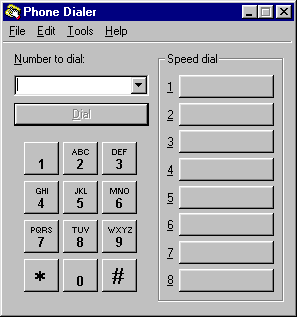 Phone Dialer
File Edit Tools Help
Number to dial:
Dial
1
ABC
2
DEF
3
GHI
4
JKL
5
MNO
6
PQRS
7
TUV
8
WXYZ
9
*
0
#
Speed dial
1
2
3
4
5
6
7
8